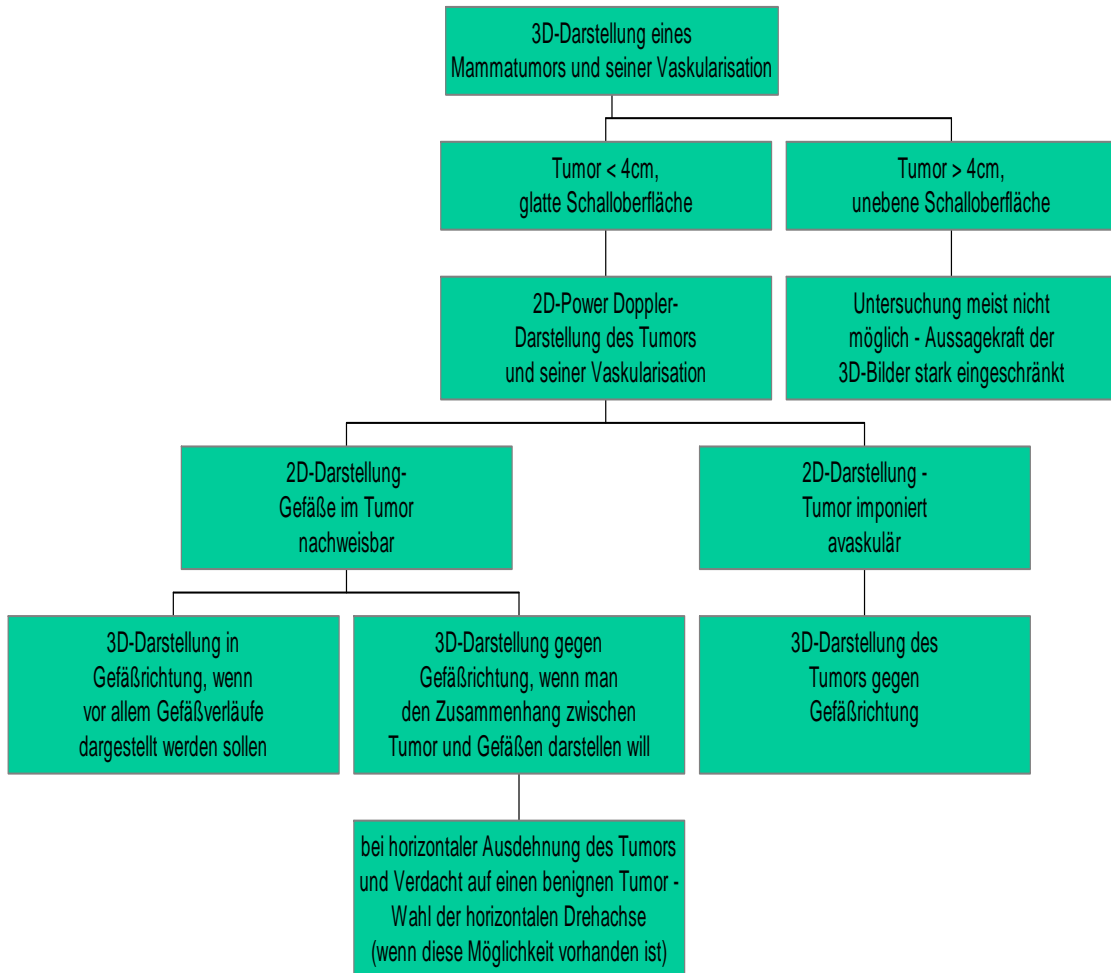 3D-Darstellung eines
Mammatumors und seiner Vaskularisation
Tumor < 4cm,
glatte Schalloberfläche
Tumor > 4cm,
unebene Schalloberfläche
2D-Power Doppler-
Darstellung des Tumors
und seiner Vaskularisation
Untersuchung meist nicht
möglich - Aussagekraft der
3D-Bilder stark eingeschränkt
2D-Darstellung-
Gefäße im Tumor
nachweisbar
2D-Darstellung -
Tumor imponiert
avaskulär
3D-Darstellung in
Gefäßrichtung, wenn
vor allem Gefäßverläufe
dargestellt werden sollen
3D-Darstellung gegen
Gefäßrichtung, wenn man
den Zusammenhang zwischen
Tumor und Gefäßen darstellen will
3D-Darstellung des
Tumors gegen
Gefäßrichtung
bei horizontaler Ausdehnung des Tumors
und Verdacht auf einen benignen Tumor -
Wahl der horizontalen Drehachse
(wenn diese Möglichkeit vorhanden ist)